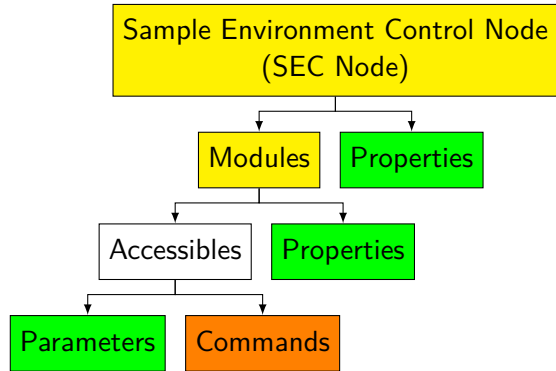 Sample Environment Control Node
(SEC Node)
Modules
Properties
Accessibles
Properties
Parameters
Commands